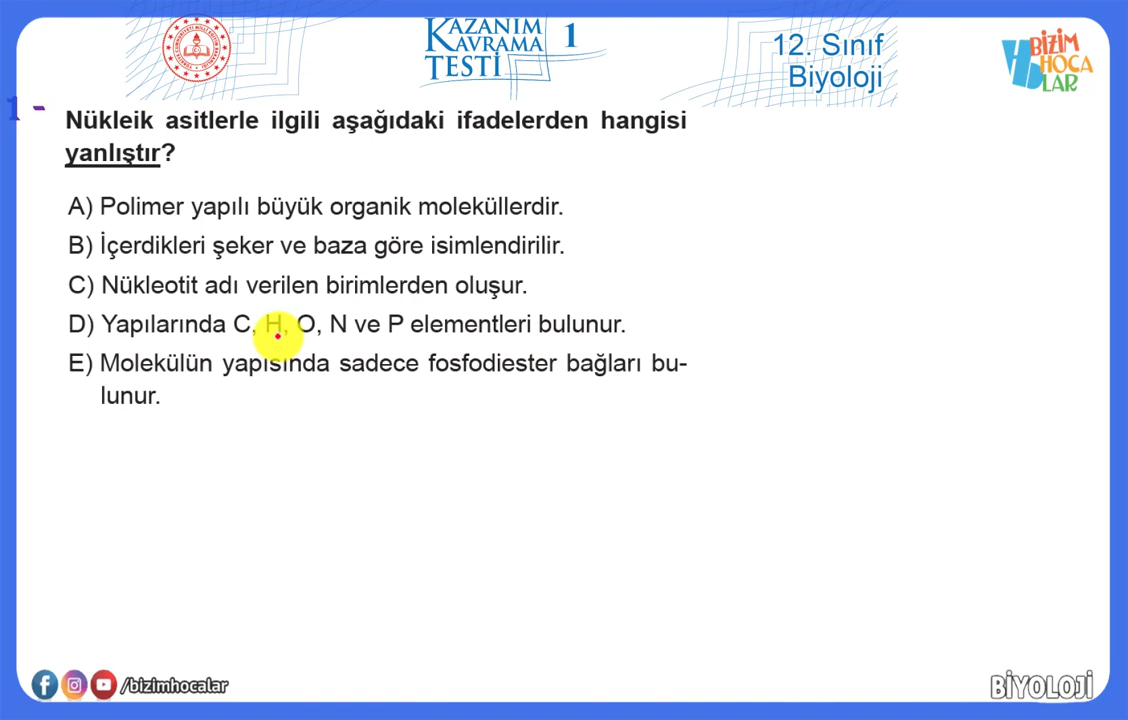 KAZANIM
KAVRAMA
TESTİ
1
12. Sınıf
Biyoloji
BİZİM
HOCA
LAR
1 -
Nükleik asitlerle ilgili aşağıdaki ifadelerden hangisi
yanlıştır?
A) Polimer yapılı büyük organik moleküllerdir.
B) İçerdikleri şeker ve baza göre isimlendirilir.
C) Nükleotit adı verilen birimlerden oluşur.
D) Yapılarında C, H, O, N ve P elementleri bulunur.
E) Molekülün yapısında sadece fosfodiester bağları bu-
lunur.
/bizimhocalar
BİYOLOJİ